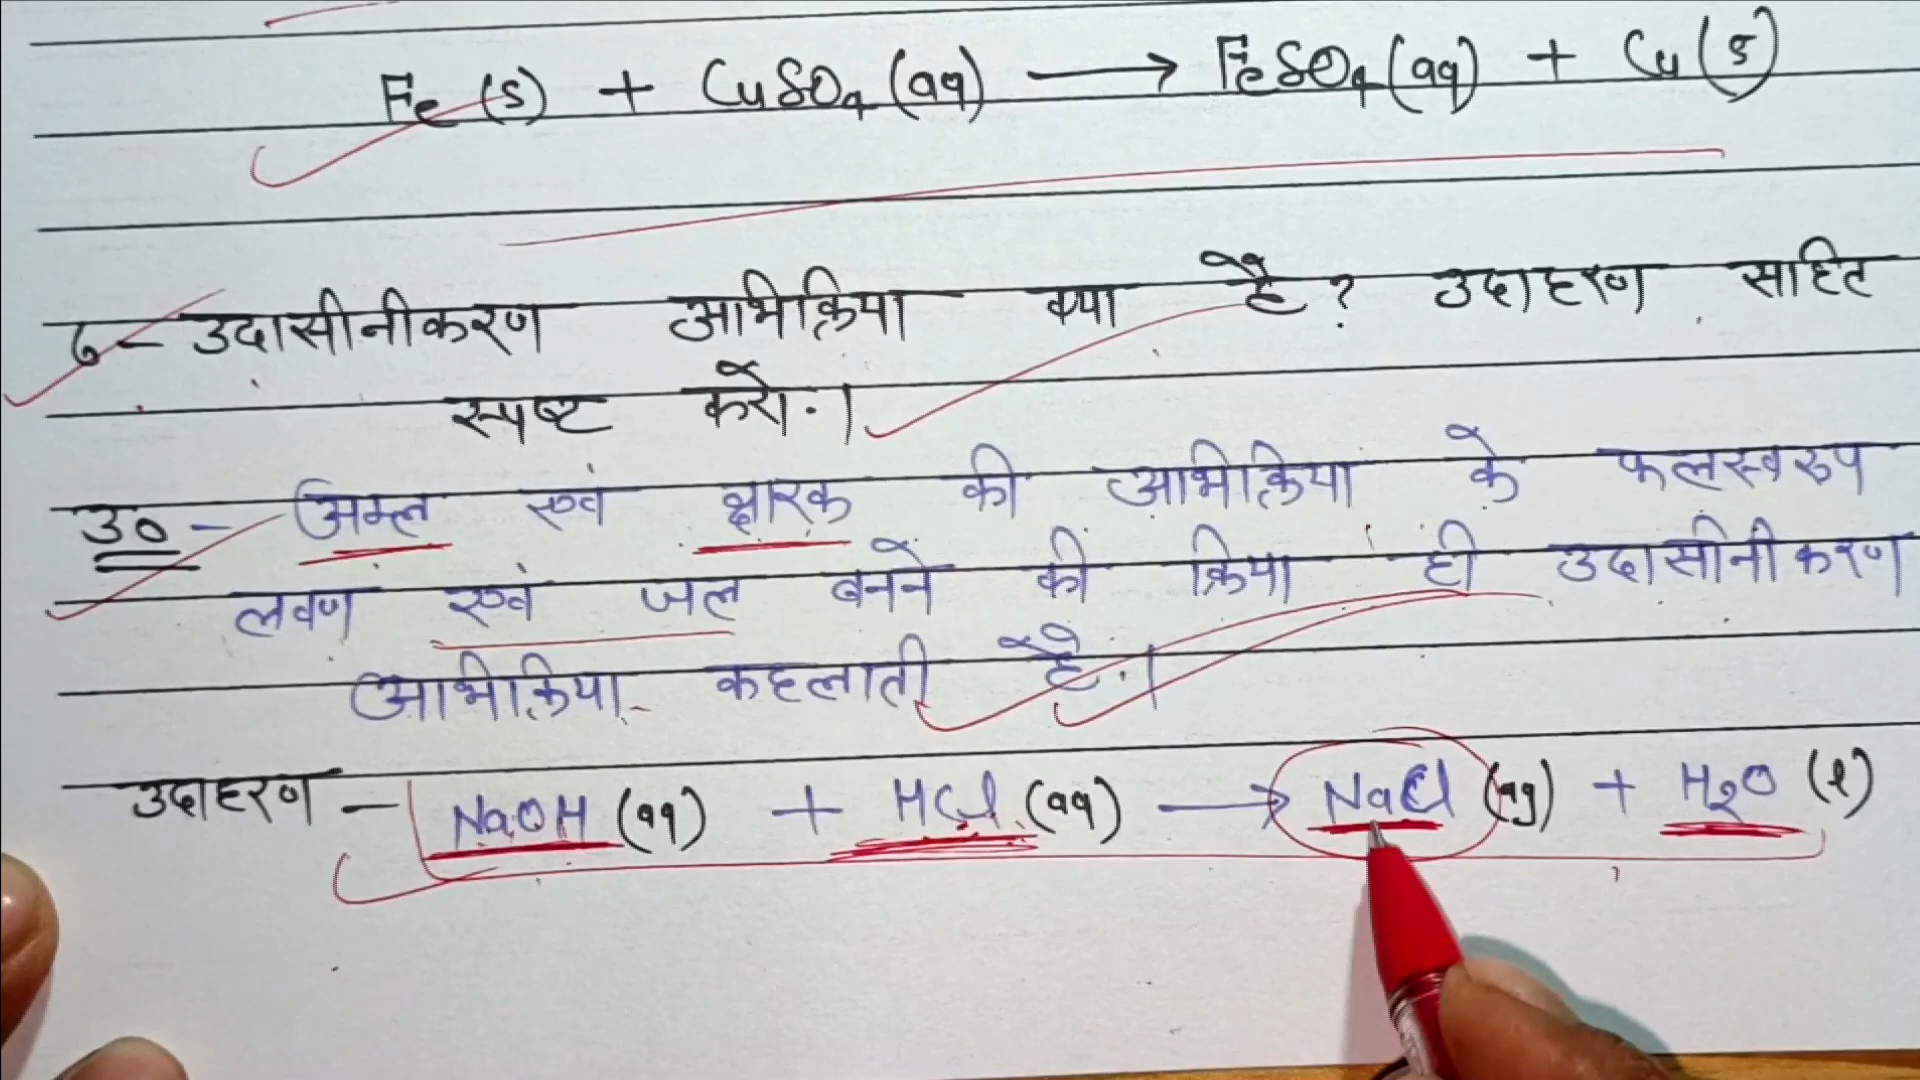 Fe (s) + CuSO4 (aq) → FeSO4 (aq) + Cu (s)
८ - उदासीनीकरण अभिक्रिया क्या है ? उदाहरण सहित
स्पष्ट करो।
उ० - अम्ल एवं क्षारक की अभिक्रिया के फलस्वरुप
लवण एवं जल बनने की क्रिया ही उदासीनीकरण
अभिक्रिया कहलाती है।
उदाहरण - NaOH (aq) + HCl (aq) → NaCl (aq) + H2O (l)